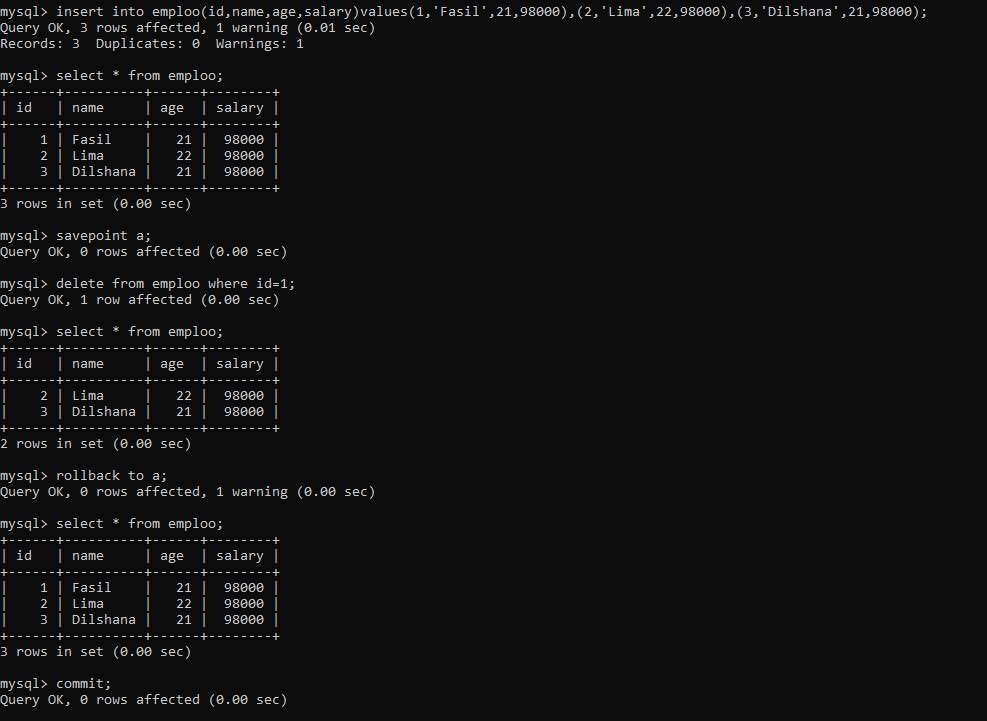 mysql> insert into emploo(id,name,age,salary)values(1,'Fasil',21,98000),(2,'Lima',22,98000),(3,'Dilshana',21,98000);
Query OK, 3 rows affected, 1 warning (0.01 sec)
Records: 3  Duplicates: 0  Warnings: 1

mysql> select * from emploo;
+------+----------+------+--------+
| id   | name     | age  | salary |
+------+----------+------+--------+
|    1 | Fasil    |   21 |  98000 |
|    2 | Lima     |   22 |  98000 |
|    3 | Dilshana |   21 |  98000 |
+------+----------+------+--------+
3 rows in set (0.00 sec)

mysql> savepoint a;
Query OK, 0 rows affected (0.00 sec)

mysql> delete from emploo where id=1;
Query OK, 1 row affected (0.00 sec)

mysql> select * from emploo;
+------+----------+------+--------+
| id   | name     | age  | salary |
+------+----------+------+--------+
|    2 | Lima     |   22 |  98000 |
|    3 | Dilshana |   21 |  98000 |
+------+----------+------+--------+
2 rows in set (0.00 sec)

mysql> rollback to a;
Query OK, 0 rows affected, 1 warning (0.00 sec)

mysql> select * from emploo;
+------+----------+------+--------+
| id   | name     | age  | salary |
+------+----------+------+--------+
|    1 | Fasil    |   21 |  98000 |
|    2 | Lima     |   22 |  98000 |
|    3 | Dilshana |   21 |  98000 |
+------+----------+------+--------+
3 rows in set (0.00 sec)

mysql> commit;
Query OK, 0 rows affected (0.00 sec)